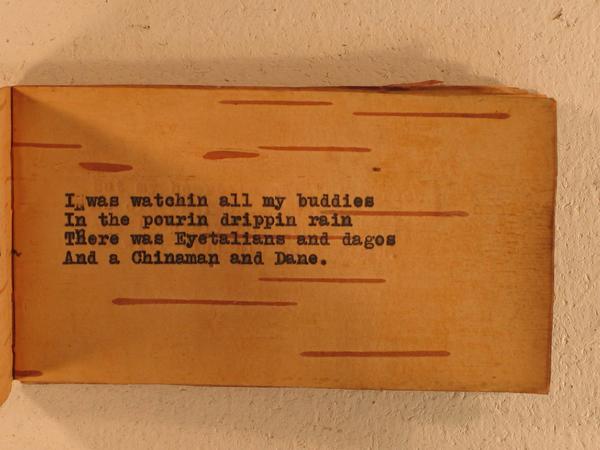 I was watchin all my buddies
In the pourin drippin rain
There was Eyetalians and dagos
And a Chinaman and Dane.